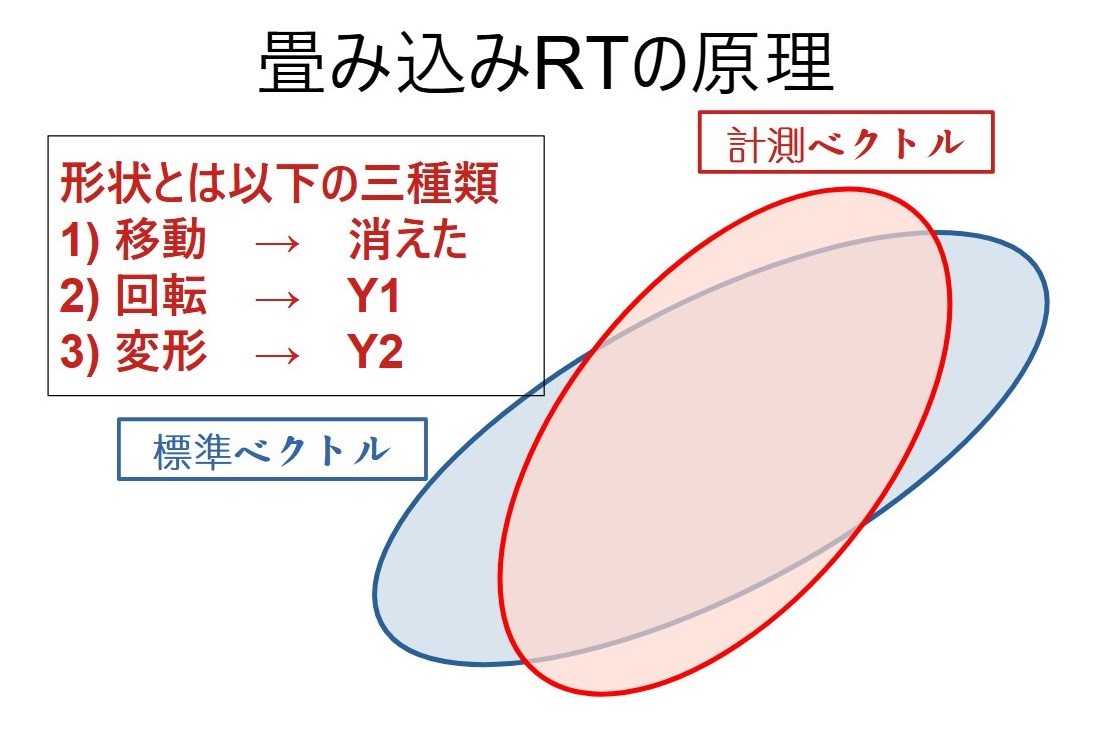 畳み込みRTの原理
計測ベクトル
形状とは以下の三種類
1) 移動 → 消えた
2) 回転 → Y1
3) 変形 → Y2
標準ベクトル